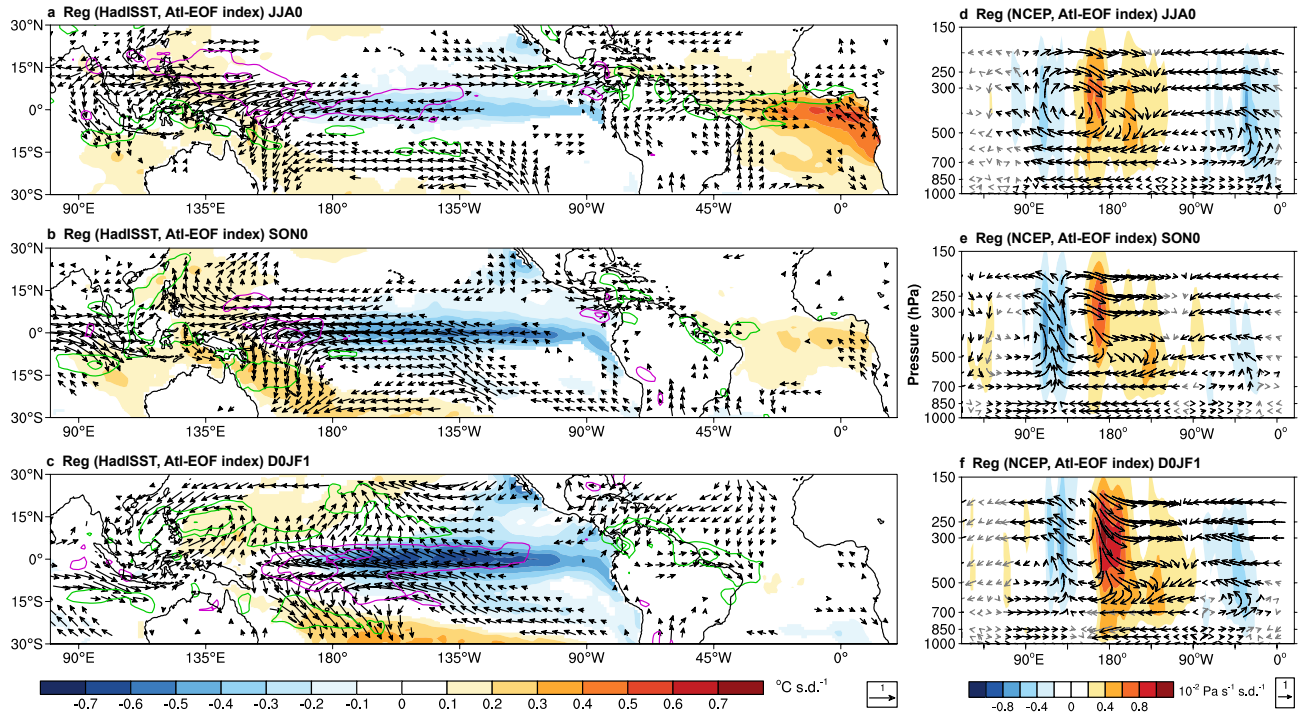 a Reg (HadISST, Atl-EOF index) JJA0
30°N
15°N
0°
15°S
30°S
90°E 135°E 180° 135°W 90°W 45°W 0°
b Reg (HadISST, Atl-EOF index) SON0
30°N
15°N
0°
15°S
30°S
90°E 135°E 180° 135°W 90°W 45°W 0°
c Reg (HadISST, Atl-EOF index) D0JF1
30°N
15°N
0°
15°S
30°S
90°E 135°E 180° 135°W 90°W 45°W 0°
-0.7 -0.6 -0.5 -0.4 -0.3 -0.2 -0.1 0 0.1 0.2 0.3 0.4 0.5 0.6 0.7
°C s.d.⁻¹
1
d Reg (NCEP, Atl-EOF index) JJA0
150
250
300
500
700
850
1000
90°E 180° 90°W 0°
e Reg (NCEP, Atl-EOF index) SON0
Pressure (hPa)
150
250
300
500
700
850
1000
90°E 180° 90°W 0°
f Reg (NCEP, Atl-EOF index) D0JF1
150
250
300
500
700
850
1000
90°E 180° 90°W 0°
-0.8 -0.4 0 0.4 0.8
10⁻² Pa s⁻¹ s.d.⁻¹
1